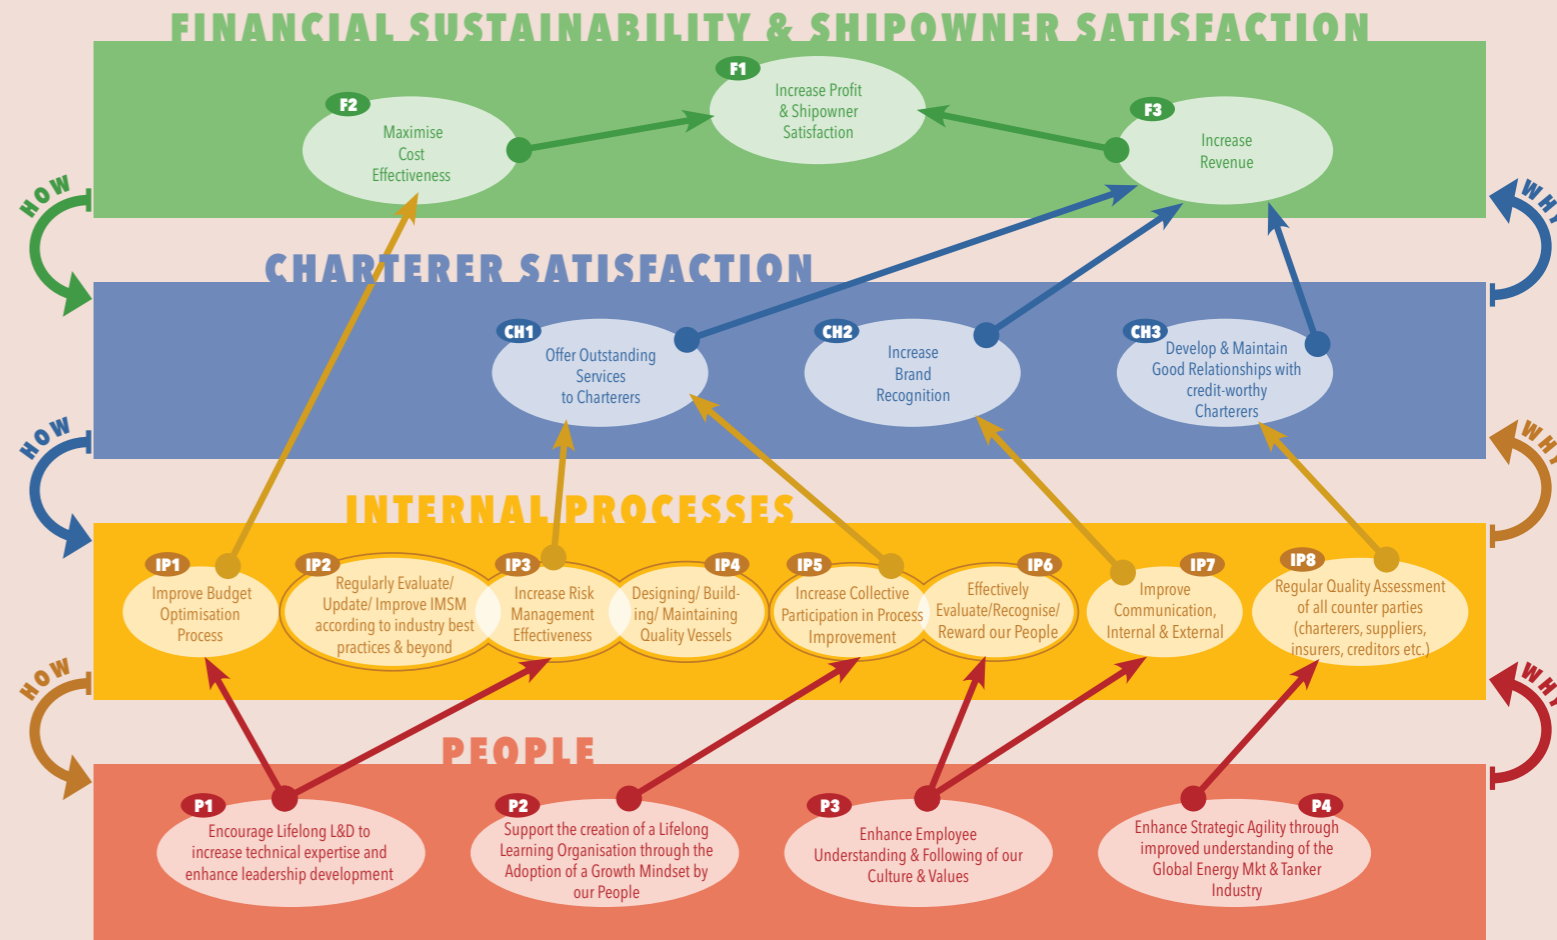 FINANCIAL SUSTAINABILITY & SHIPOWNER SATISFACTION
F1
Increase Profit
& Shipowner
Satisfaction
F2
Maximise
Cost
Effectiveness
F3
Increase
Revenue
HOW
WHY
CHARTERER SATISFACTION
CH1
Offer Outstanding
Services
to Charterers
CH2
Increase
Brand
Recognition
CH3
Develop & Maintain
Good Relationships with
credit-worthy
Charterers
HOW
WHY
INTERNAL PROCESSES
IP1
Improve Budget
Optimisation
Process
IP2
Regularly Evaluate/
Update/ Improve IMSM
according to industry best
practices & beyond
IP3
Increase Risk
Management
Effectiveness
IP4
Designing/ Build-
ing/ Maintaining
Quality Vessels
IP5
Increase Collective
Participation in Process
Improvement
IP6
Effectively
Evaluate/Recognise/
Reward our People
IP7
Improve
Communication,
Internal & External
IP8
Regular Quality Assessment
of all counter parties
(charterers, suppliers,
insurers, creditors etc.)
HOW
WHY
PEOPLE
P1
Encourage Lifelong L&D to
increase technical expertise and
enhance leadership development
P2
Support the creation of a Lifelong
Learning Organisation through the
Adoption of a Growth Mindset by
our People
P3
Enhance Employee
Understanding & Following of our
Culture & Values
P4
Enhance Strategic Agility through
improved understanding of the
Global Energy Mkt & Tanker
Industry